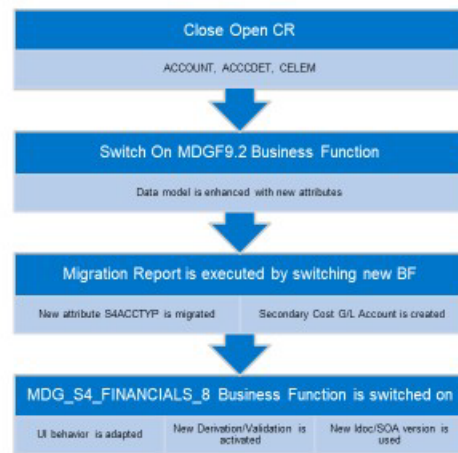 Close Open CR
ACCOUNT, ACCCDET, CELEM
Switch On MDGF9.2 Business Function
Data model is enhanced with new attributes
Migration Report is executed by switching new BF
New attribute S4ACCTYP is migrated
Secondary Cost G/L Account is created
MDG_S4_FINANCIALS_8 Business Function is switched on
UI behavior is adapted
New Derivation/Validation is
activated
New Idoc/SOA version is
used